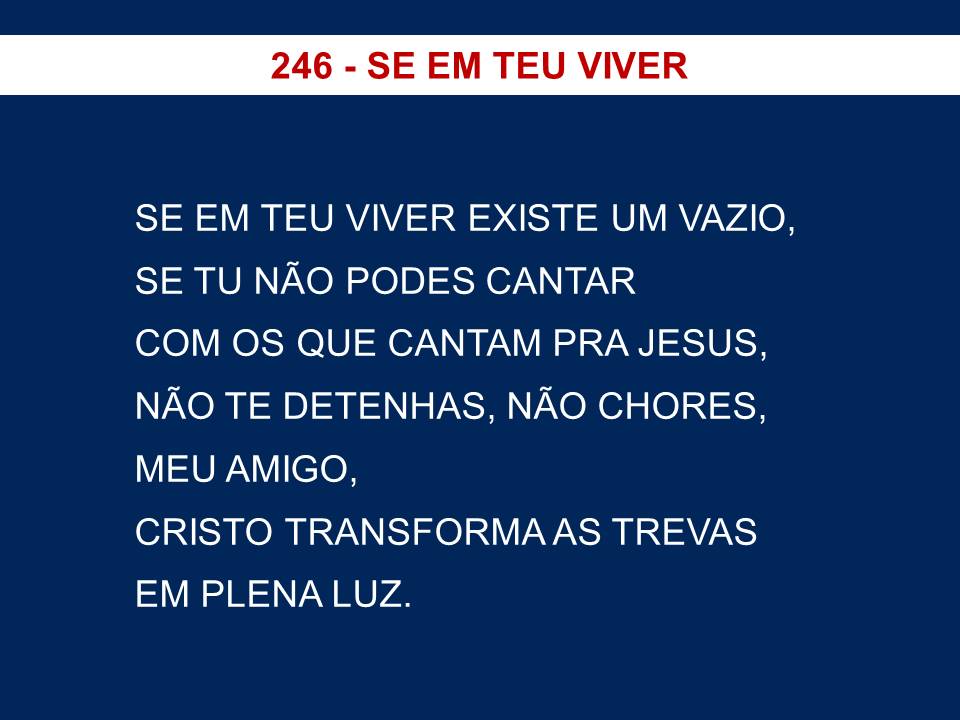 246 - SE EM TEU VIVER
SE EM TEU VIVER EXISTE UM VAZIO,
SE TU NÃO PODES CANTAR
COM OS QUE CANTAM PRA JESUS,
NÃO TE DETENHAS, NÃO CHORES,
MEU AMIGO,
CRISTO TRANSFORMA AS TREVAS
EM PLENA LUZ.